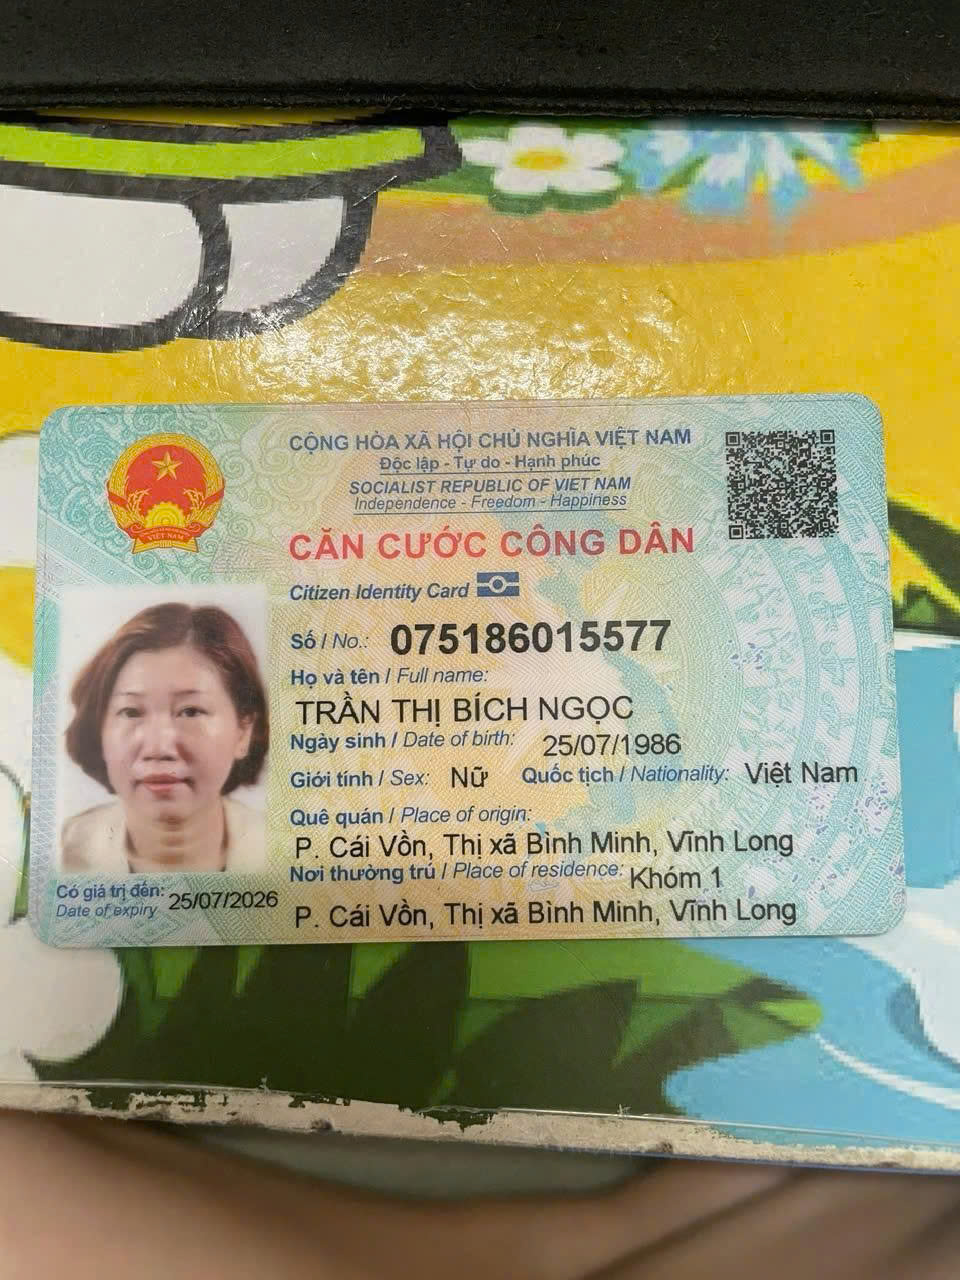 CỘNG HÒA XÃ HỘI CHỦ NGHĨA VIỆT NAM
Độc lập - Tự do - Hạnh phúc
SOCIALIST REPUBLIC OF VIET NAM
Independence - Freedom - Happiness
CĂN CƯỚC CÔNG DÂN
Citizen Identity Card
Số / No.: 075186015577
Họ và tên / Full name:
TRẦN THỊ BÍCH NGỌC
Ngày sinh / Date of birth: 25/07/1986
Giới tính / Sex: Nữ Quốc tịch / Nationality: Việt Nam
Quê quán / Place of origin:
P. Cái Vồn, Thị xã Bình Minh, Vĩnh Long
Nơi thường trú / Place of residence: Khóm 1
P. Cái Vồn, Thị xã Bình Minh, Vĩnh Long
Có giá trị đến: 25/07/2026
Date of expiry
VIỆT NAM